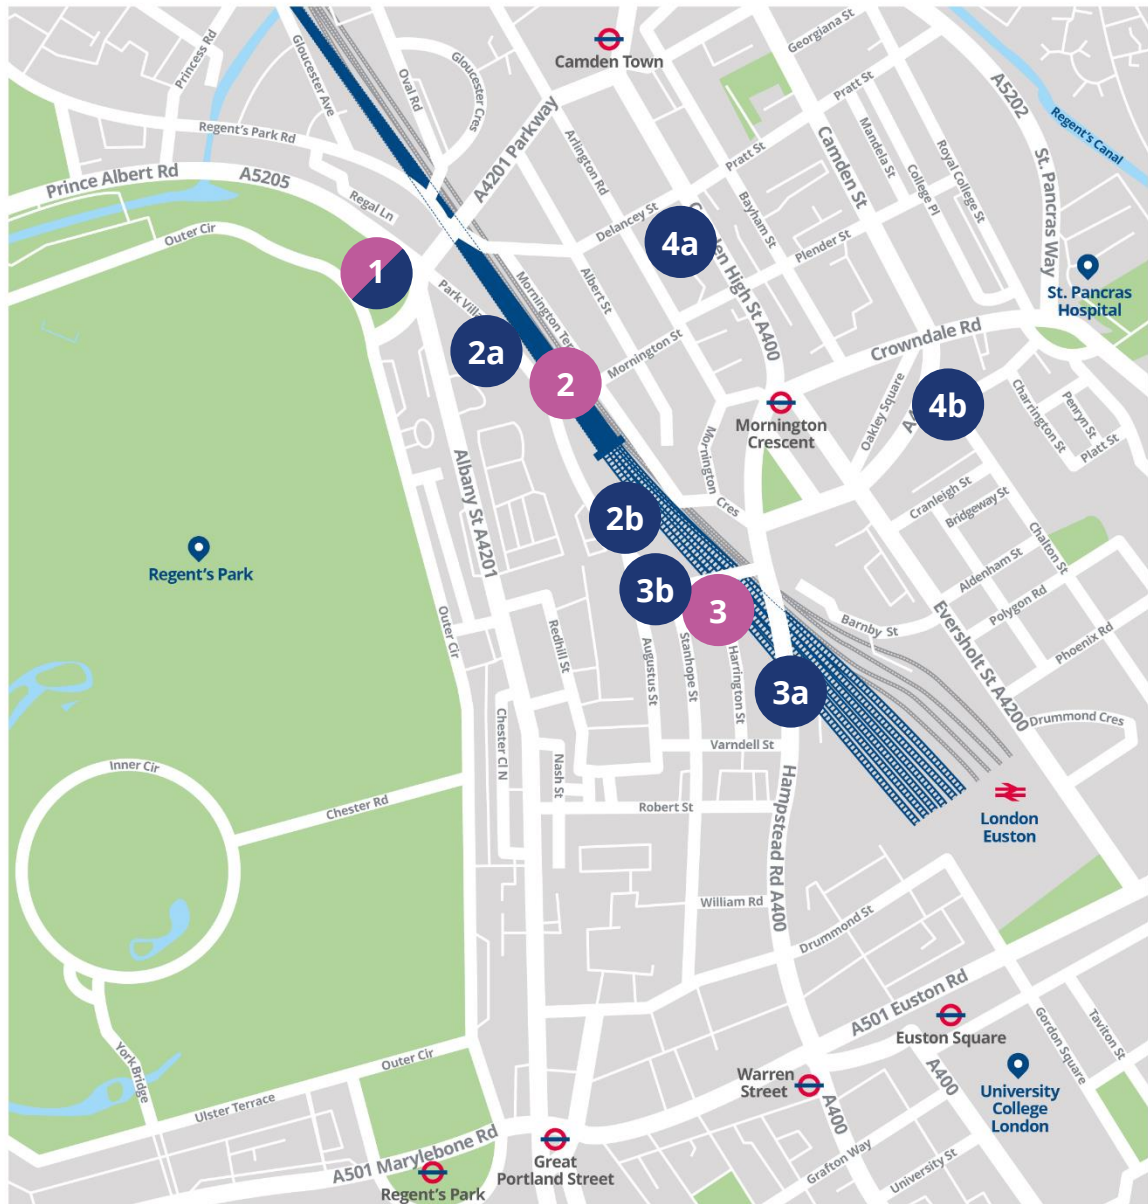 Princess Rd
Gloucester Ave
Oval Rd
Gloucester Cres
Camden Town
Georgiana St
Pratt St
A5202
Regent's Canal
Regent's Park Rd
A4201 Parkway
Arlington Rd
Pratt St
Camden St
Mandela St
College Pl
Royal College St
St. Pancras Way
Prince Albert Rd
A5205
Regal Ln
Outer Cir
Delancey St
Bayham St
Plender St
1
4a
High St A400
St. Pancras
Hospital
Park
Mornington
Albert St
Mornington St
2a
2
Crowndale Rd
Mornington
Crescent
Oakley Square
4b
Charrington St
Penryn St
Platt St
Albany St A4201
Mornington
Cres
Cranleigh St
Bridgeway St
2b
Chalton St
Regent's Park
Aldenham St
Polygon Rd
Phoenix Rd
3b
3
Barnby St
Eversholt St A4200
Outer Cir
Redhill St
Augustus St
Stanhope St
Harrington St
3a
Drummond Cres
Chester Cl N
Nash St
Varndell St
Inner Cir
Chester Rd
Robert St
Hampstead Rd A400
London
Euston
William Rd
Drummond St
A501 Euston Rd
Euston Square
Gordon Square
Taviton St
York Bridge
Outer Cir
Ulster Terrace
Warren
Street
A400
A400
University
College
London
A501 Marylebone Rd
Great
Portland Street
Regent's Park
Grafton Way
University St